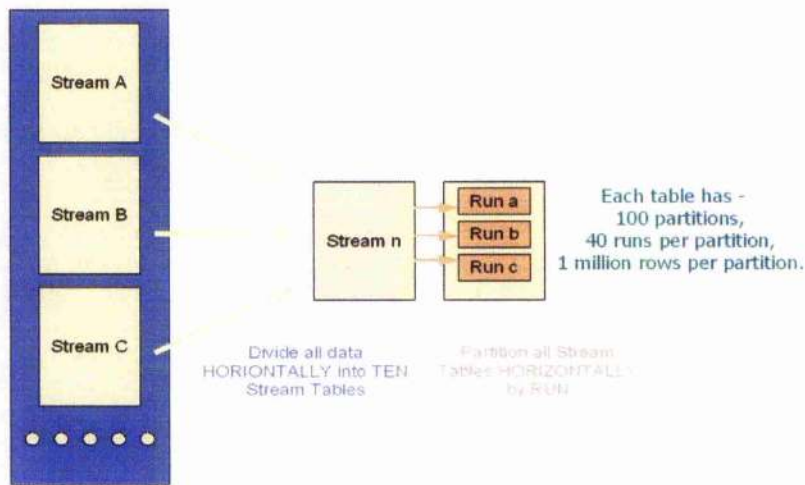 Stream A
Stream B
Stream C
Stream n
Run a
Run b
Run c
Each table has -
100 partitions,
40 runs per partition,
1 million rows per partition.
Divide all data
HORIONTALLY into TEN
Stream Tables
Partition all Stream
Tables HORIZONTALLY
by RUN